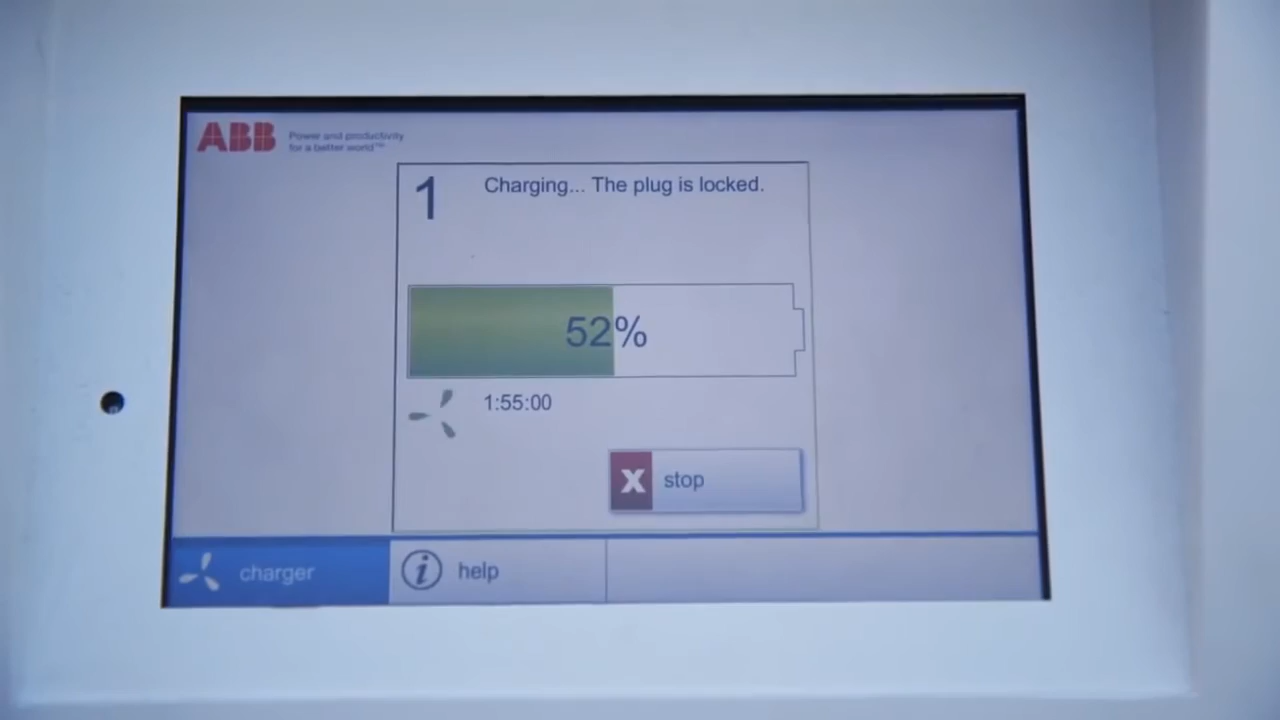 ABB
Power and productivity
for a better world™
1
Charging... The plug is locked.
52%
1:55:00
X stop
charger
i help